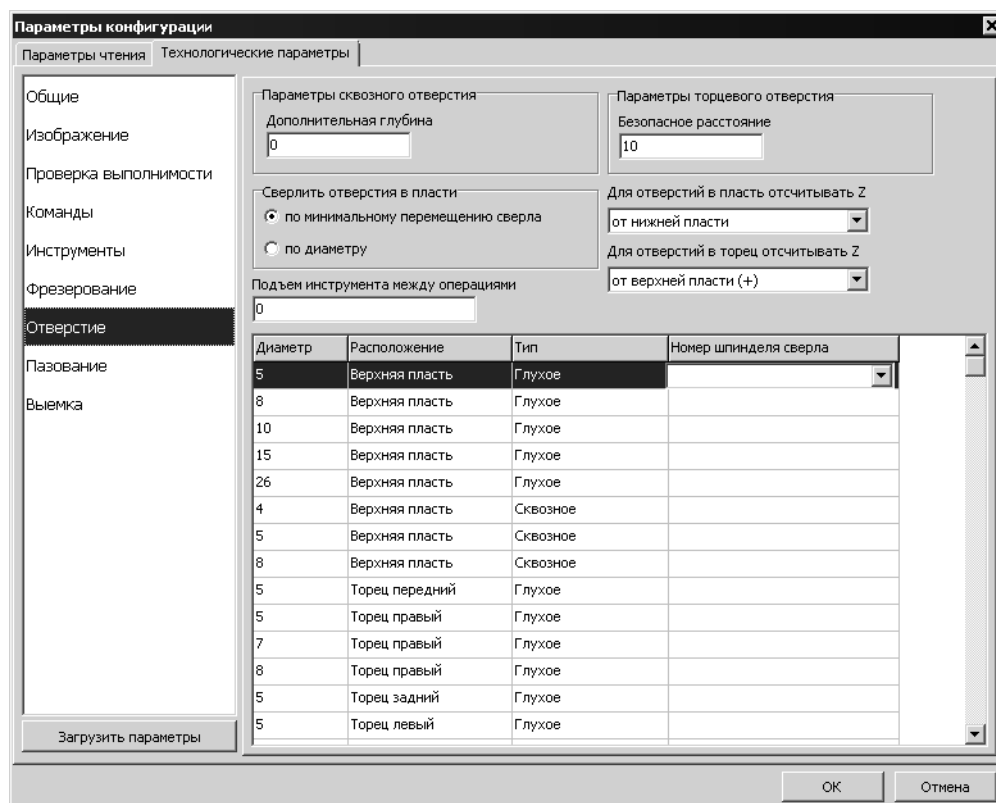 Параметры конфигурации
Параметры чтения Технологические параметры
Общие
Изображение
Проверка выполнимости
Команды
Инструменты
Фрезерование
Отверстие
Пазование
Выемка
Загрузить параметры
Параметры сквозного отверстия
Дополнительная глубина
0
Параметры торцевого отверстия
Безопасное расстояние
10
Сверлить отверстия в пласти
по минимальному перемещению сверла
по диаметру
Для отверстий в пласть отсчитывать Z
от нижней пласти
Для отверстий в торец отсчитывать Z
от верхней пласти (+)
Подъем инструмента между операциями
0
Диаметр Расположение Тип Номер шпинделя сверла
5 Верхняя пласть Глухое
8 Верхняя пласть Глухое
10 Верхняя пласть Глухое
15 Верхняя пласть Глухое
26 Верхняя пласть Глухое
4 Верхняя пласть Сквозное
5 Верхняя пласть Сквозное
8 Верхняя пласть Сквозное
5 Торец передний Глухое
5 Торец правый Глухое
7 Торец правый Глухое
8 Торец правый Глухое
5 Торец задний Глухое
5 Торец левый Глухое
OK Отмена